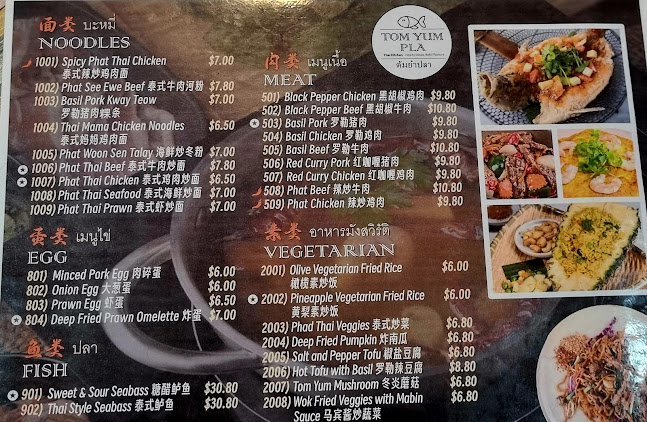 面类 บะหมี่
NOODLES
1001) Spicy Phat Thai Chicken $7.00
泰式辣炒鸡肉面
1002) Phat See Ewe Beef 泰式牛肉河粉 $7.80
1003) Basil Pork Kway Teaw $7.00
罗勒猪肉粿条
1004) Thai Mama Chicken Noodles $6.50
泰式妈妈鸡肉面
1005) Phat Woon Sen Talay 海鲜炒冬粉 $7.00
1006) Phat Thai Beef 泰式牛肉炒面 $7.80
1007) Phat Thai Chicken 泰式鸡肉炒面 $6.50
1008) Phat Thai Seafood 泰式海鲜炒面 $7.00
1009) Phat Thai Prawn 泰式虾炒面 $7.00
蛋类 เมนูไข่
EGG
801) Minced Pork Egg 肉碎蛋 $6.00
802) Onion Egg 大葱蛋 $6.00
803) Prawn Egg 虾蛋 $6.50
804) Deep Fried Prawn Omelette 炸蛋 $7.00
鱼类 ปลา
FISH
901) Sweet & Sour Seabass 糖醋鲈鱼 $30.80
902) Thai Style Seabass 泰式鲈鱼 $30.80
肉类 เมนูเนื้อ
MEAT
501) Black Pepper Chicken 黑胡椒鸡肉 $9.80
502) Black Pepper Beef 黑胡椒牛肉 $10.80
503) Basil Pork 罗勒猪肉 $9.80
504) Basil Chicken 罗勒鸡肉 $9.80
505) Basil Beef 罗勒牛肉 $10.80
506) Red Curry Pork 红咖喱猪肉 $9.80
507) Red Curry Chicken 红咖喱鸡肉 $9.80
508) Phat Beef 辣炒牛肉 $10.80
509) Phat Chicken 辣炒鸡肉 $9.80
素类 อาหารมังสวิรัติ
VEGETARIAN
2001) Olive Vegetarian Fried Rice $6.00
橄榄素炒饭
2002) Pineapple Vegetarian Fried Rice $6.00
黄梨素炒饭
2003) Phad Thai Veggies 泰式炒菜 $6.80
2004) Deep Fried Pumpkin 炸南瓜 $6.80
2005) Salt and Pepper Tofu 椒盐豆腐 $6.80
2006) Hot Tofu with Basil 罗勒辣豆腐 $6.80
2007) Tom Yum Mushroom 冬炎蘑菇 $6.80
2008) Wok Fried Veggies with Mabin $6.80
Sauce 马宾酱炒蔬菜
TOM YUM
PLA
ต้มยำปลา